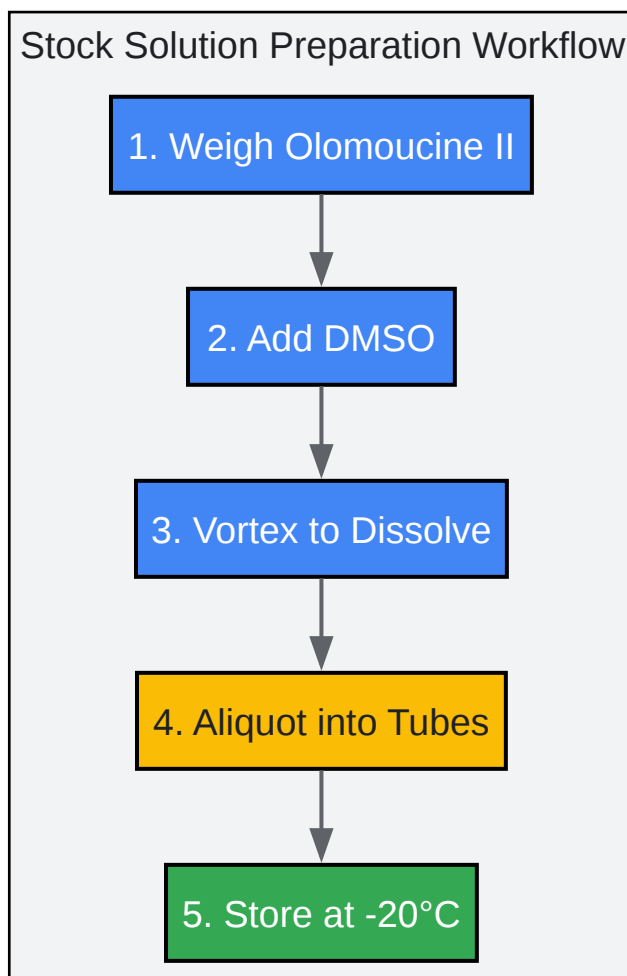 Stock Solution Preparation Workflow
1. Weigh Olomoucine II
2. Add DMSO
3. Vortex to Dissolve
4. Aliquot into Tubes
5. Store at -20°C